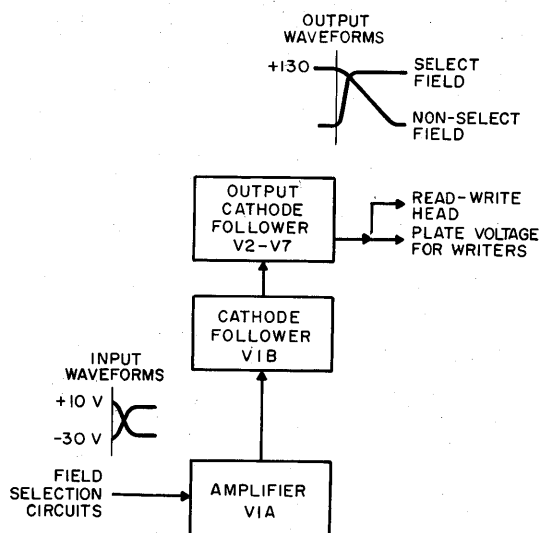 OUTPUT
WAVEFORMS
+130
SELECT
FIELD
NON-SELECT
FIELD
OUTPUT
CATHODE
FOLLOWER
V2-V7
READ-WRITE
HEAD
PLATE VOLTAGE
FOR WRITERS
CATHODE
FOLLOWER
V1B
INPUT
WAVEFORMS
+10 V
-30 V
FIELD
SELECTION
CIRCUITS
AMPLIFIER
V1A